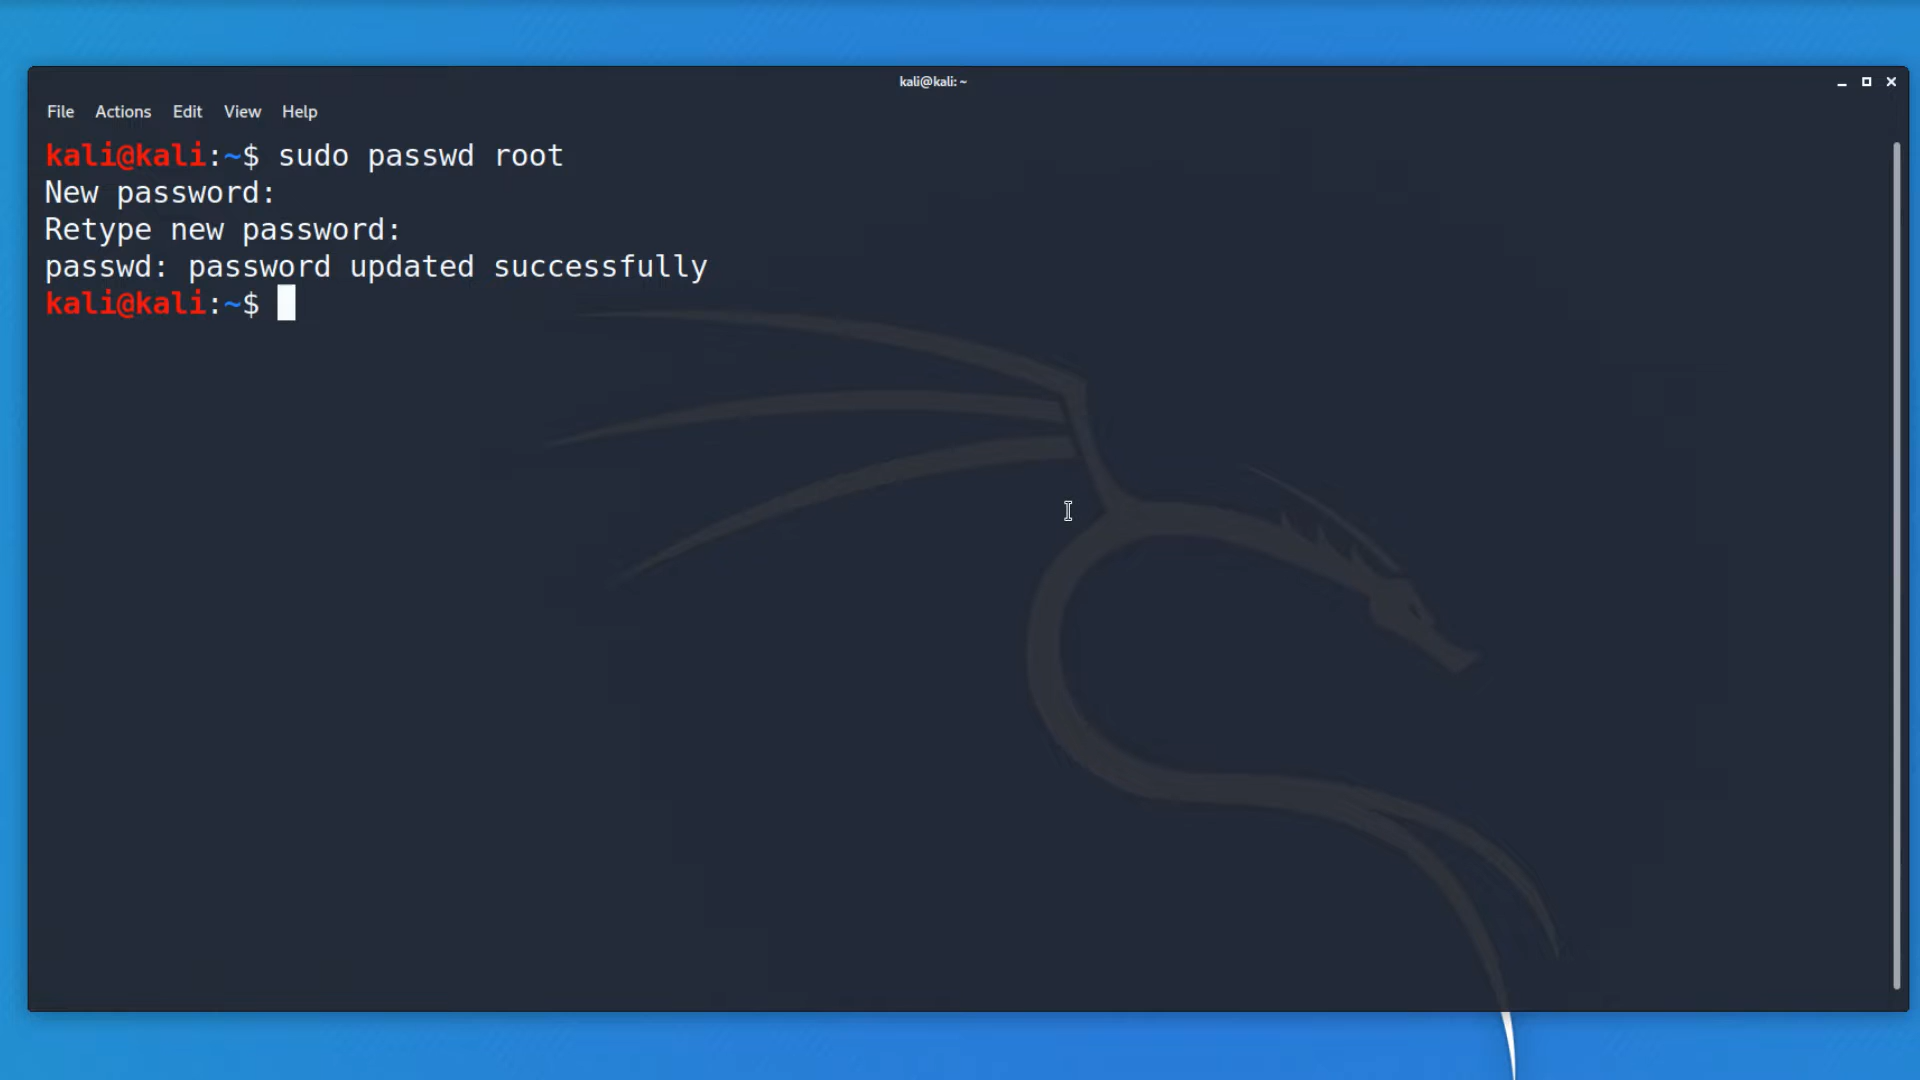 kali@kali: ~
File Actions Edit View Help
kali@kali:~$ sudo passwd root
New password:
Retype new password:
passwd: password updated successfully
kali@kali:~$